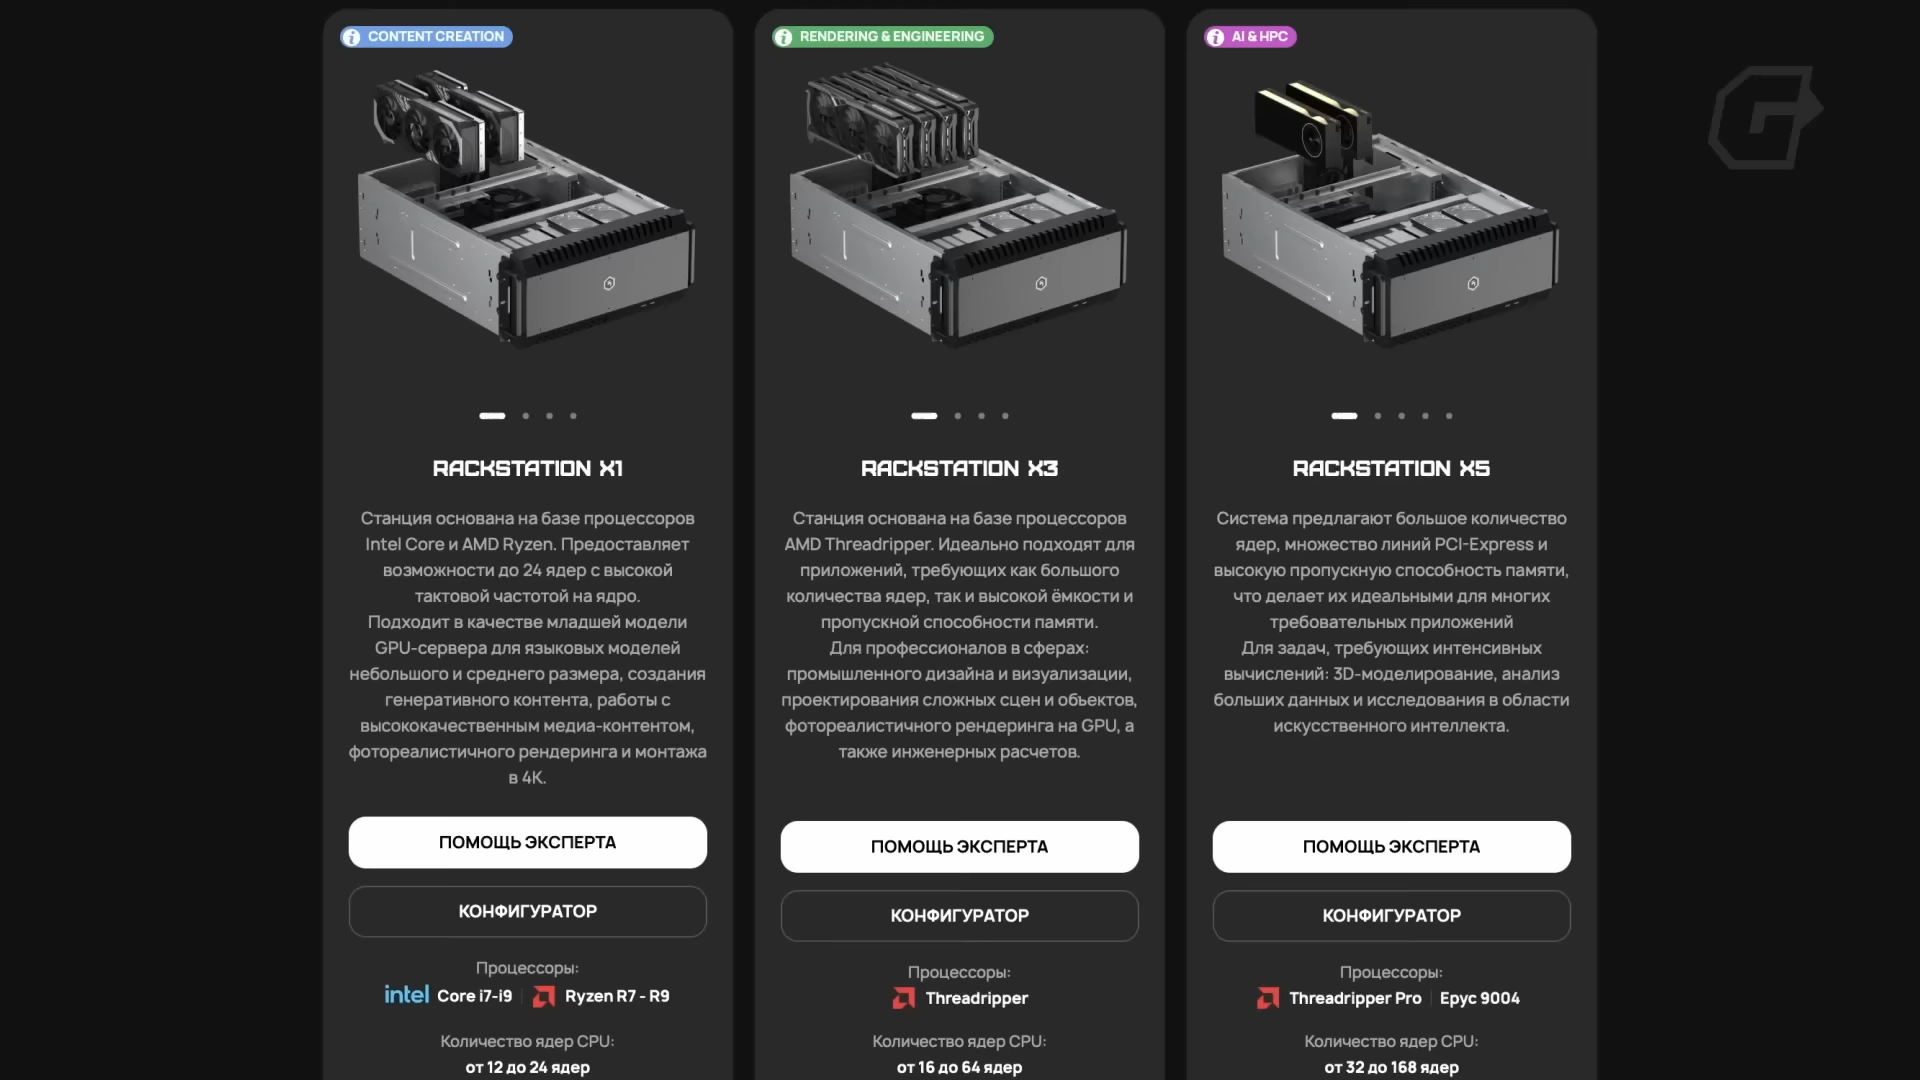 CONTENT CREATION
RACKSTATION X1
Станция основана на базе процессоров
Intel Core и AMD Ryzen. Предоставляет
возможности до 24 ядер с высокой
тактовой частотой на ядро.
Подходит в качестве младшей модели
GPU-сервера для языковых моделей
небольшого и среднего размера, создания
генеративного контента, работы с
высококачественным медиа-контентом,
фотореалистичного рендеринга и монтажа
в 4K.
ПОМОЩЬ ЭКСПЕРТА
КОНФИГУРАТОР
Процессоры:
intel Core i7-i9 Ryzen R7 - R9
Количество ядер CPU:
от 12 до 24 ядер
RENDERING & ENGINEERING
RACKSTATION X3
Станция основана на базе процессоров
AMD Threadripper. Идеально подходят для
приложений, требующих как большого
количества ядер, так и высокой ёмкости и
пропускной способности памяти.
Для профессионалов в сферах:
промышленного дизайна и визуализации,
проектирования сложных сцен и обьектов,
фотореалистичного рендеринга на GPU, а
также инженерных расчетов.
ПОМОЩЬ ЭКСПЕРТА
КОНФИГУРАТОР
Процессоры:
Threadripper
Количество ядер CPU:
от 16 до 64 ядер
AI & HPC
RACKSTATION X5
Система предлагают большое количество
ядер, множество линий PCI-Express и
высокую пропускную способность памяти,
что делает их идеальными для многих
требовательных приложений
Для задач, требующих интенсивных
вычислений: 3D-моделирование, анализ
больших данных и исследования в области
искусственного интеллекта.
ПОМОЩЬ ЭКСПЕРТА
КОНФИГУРАТОР
Процессоры:
Threadripper Pro Epyc 9004
Количество ядер CPU:
от 32 до 168 ядер